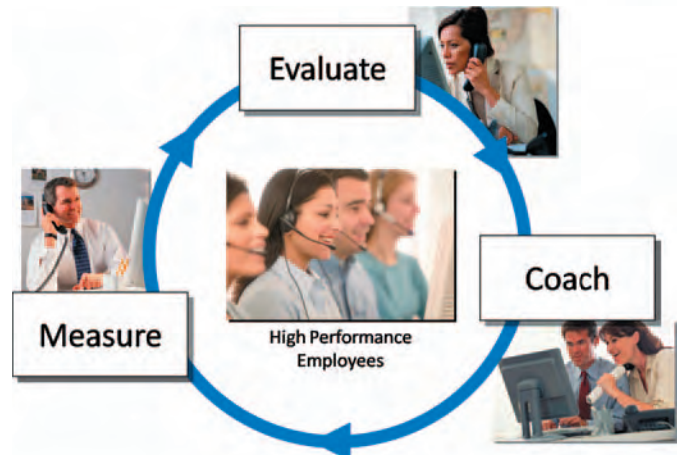 Evaluate
Coach
Measure
High Performance
Employees